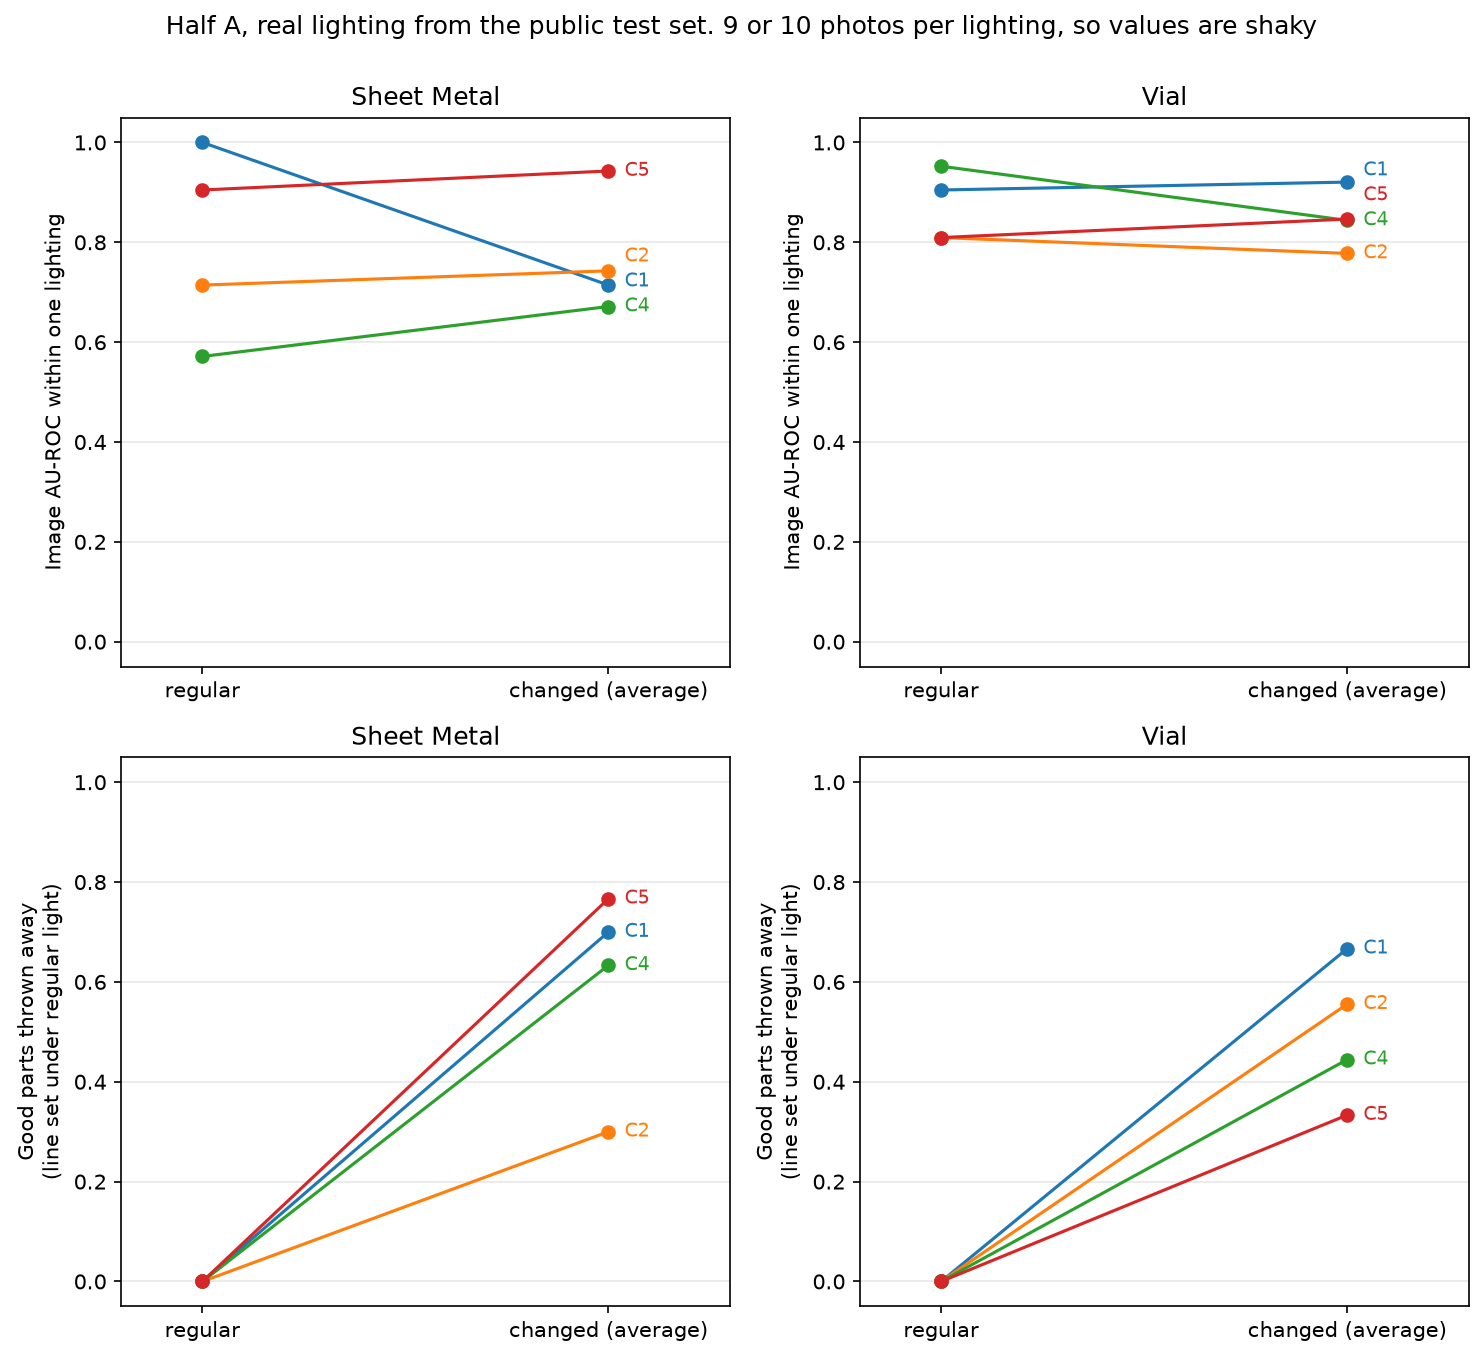 Half A, real lighting from the public test set. 9 or 10 photos per lighting, so values are shaky
Sheet Metal
Image AU-ROC within one lighting
1.0
0.8
0.6
0.4
0.2
0.0
C5
C2
C1
C4
regular
changed (average)
Vial
Image AU-ROC within one lighting
1.0
0.8
0.6
0.4
0.2
0.0
C1
C5
C4
C2
regular
changed (average)
Sheet Metal
Good parts thrown away
(line set under regular light)
1.0
0.8
0.6
0.4
0.2
0.0
C5
C1
C4
C2
regular
changed (average)
Vial
Good parts thrown away
(line set under regular light)
1.0
0.8
0.6
0.4
0.2
0.0
C1
C2
C4
C5
regular
changed (average)